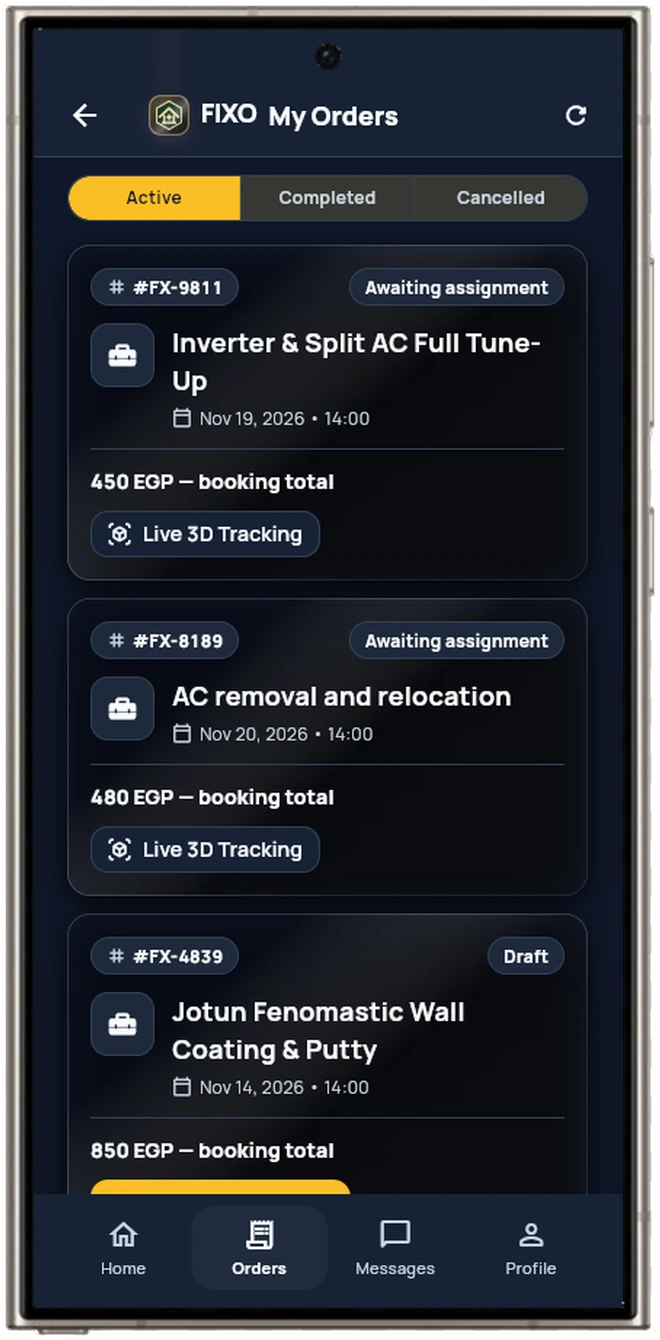 FIXO My Orders
Active Completed Cancelled
#FX-9811 Awaiting assignment
Inverter & Split AC Full Tune-
Up
Nov 19, 2026 • 14:00
450 EGP — booking total
Live 3D Tracking
#FX-8189 Awaiting assignment
AC removal and relocation
Nov 20, 2026 • 14:00
480 EGP — booking total
Live 3D Tracking
#FX-4839 Draft
Jotun Fenomastic Wall
Coating & Putty
Nov 14, 2026 • 14:00
850 EGP — booking total
Home Orders Messages Profile